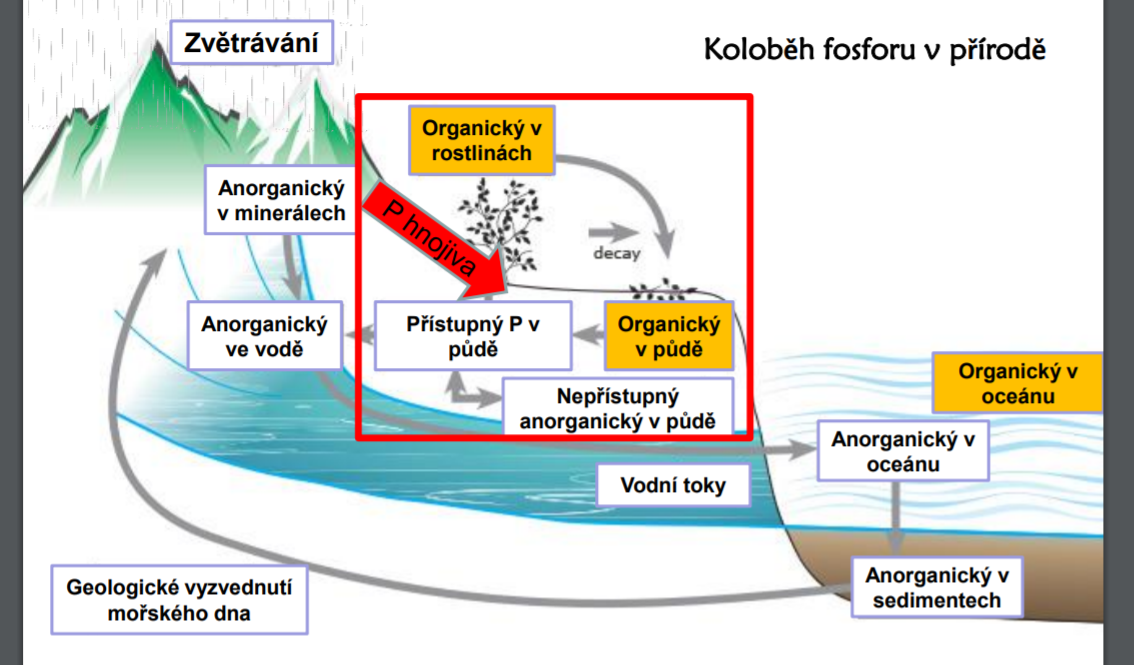 Zvětrávání
Koloběh fosforu v přírodě
Organický v
rostlinách
Anorganický
v minerálech
P hnojiva
decay
Anorganický
ve vodě
Přístupný P v
půdě
Organický
v půdě
Nepřístupný
anorganický v půdě
Organický v
oceánu
Anorganický v
oceánu
Vodní toky
Geologické vyzvednutí
mořského dna
Anorganický v
sedimentech